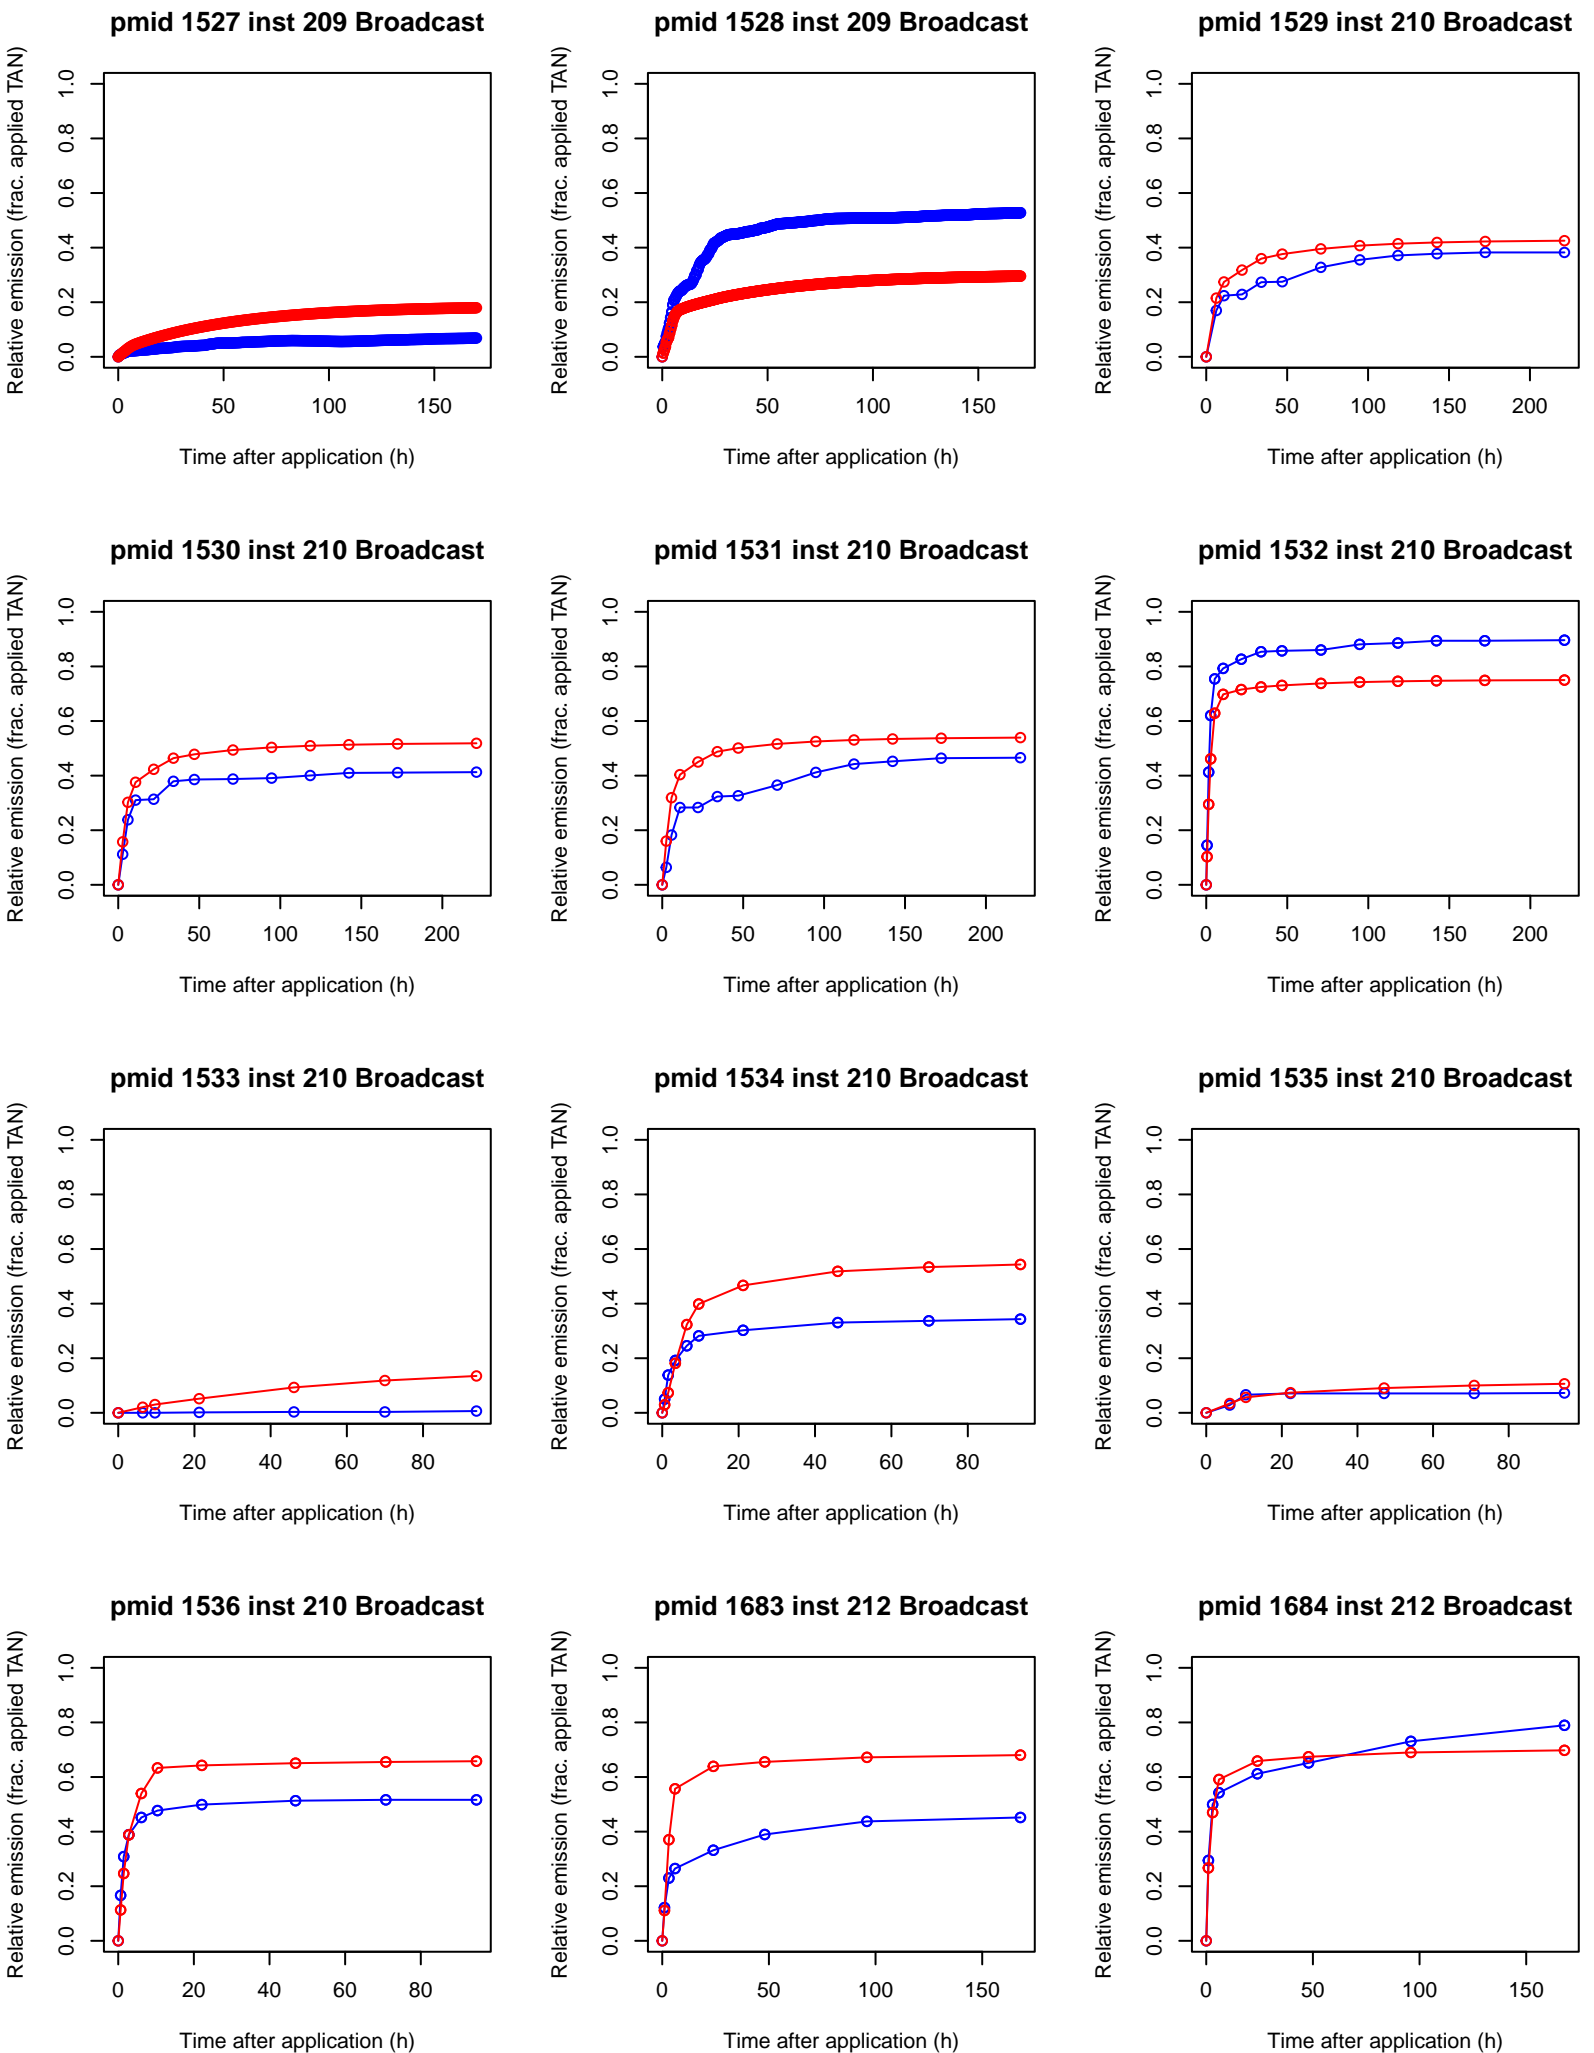 pmid 1527 inst 209 Broadcast
Relative emission (frac. applied TAN)
0.0 0.2 0.4 0.6 0.8 1.0
0 50 100 150
Time after application (h)
pmid 1528 inst 209 Broadcast
Relative emission (frac. applied TAN)
0.0 0.2 0.4 0.6 0.8 1.0
0 50 100 150
Time after application (h)
pmid 1529 inst 210 Broadcast
Relative emission (frac. applied TAN)
0.0 0.2 0.4 0.6 0.8 1.0
0 50 100 150 200
Time after application (h)
pmid 1530 inst 210 Broadcast
Relative emission (frac. applied TAN)
0.0 0.2 0.4 0.6 0.8 1.0
0 50 100 150 200
Time after application (h)
pmid 1531 inst 210 Broadcast
Relative emission (frac. applied TAN)
0.0 0.2 0.4 0.6 0.8 1.0
0 50 100 150 200
Time after application (h)
pmid 1532 inst 210 Broadcast
Relative emission (frac. applied TAN)
0.0 0.2 0.4 0.6 0.8 1.0
0 50 100 150 200
Time after application (h)
pmid 1533 inst 210 Broadcast
Relative emission (frac. applied TAN)
0.0 0.2 0.4 0.6 0.8 1.0
0 20 40 60 80
Time after application (h)
pmid 1534 inst 210 Broadcast
Relative emission (frac. applied TAN)
0.0 0.2 0.4 0.6 0.8 1.0
0 20 40 60 80
Time after application (h)
pmid 1535 inst 210 Broadcast
Relative emission (frac. applied TAN)
0.0 0.2 0.4 0.6 0.8 1.0
0 20 40 60 80
Time after application (h)
pmid 1536 inst 210 Broadcast
Relative emission (frac. applied TAN)
0.0 0.2 0.4 0.6 0.8 1.0
0 20 40 60 80
Time after application (h)
pmid 1683 inst 212 Broadcast
Relative emission (frac. applied TAN)
0.0 0.2 0.4 0.6 0.8 1.0
0 50 100 150
Time after application (h)
pmid 1684 inst 212 Broadcast
Relative emission (frac. applied TAN)
0.0 0.2 0.4 0.6 0.8 1.0
0 50 100 150
Time after application (h)